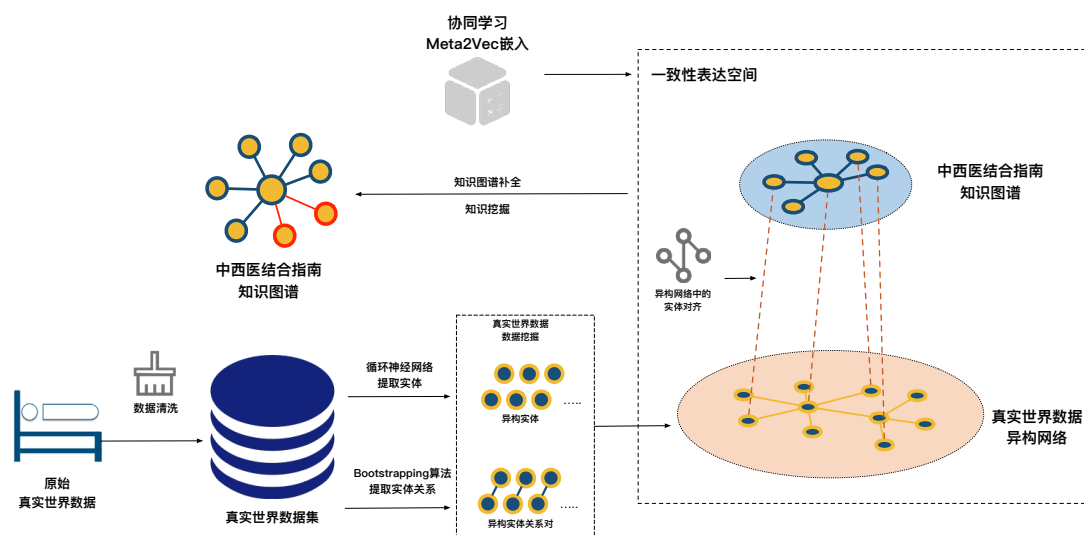 协同学习
Meta2Vec嵌入
一致性表达空间
中西医结合指南
知识图谱
知识图谱补全
知识挖掘
中西医结合指南
知识图谱
异构网络中的
实体对齐
真实世界数据
数据挖掘
循环神经网络
提取实体
数据清洗
异构实体
.....
真实世界数据
异构网络
Bootstrapping算法
提取实体关系
原始
真实世界数据
真实世界数据集
异构实体关系对
.....